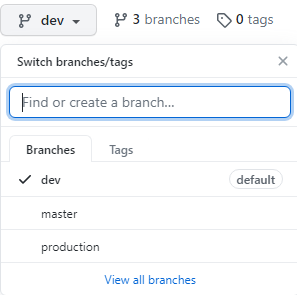 dev 3 branches 0 tags
Switch branches/tags
Find or create a branch...
Branches Tags
dev default
master
production
View all branches